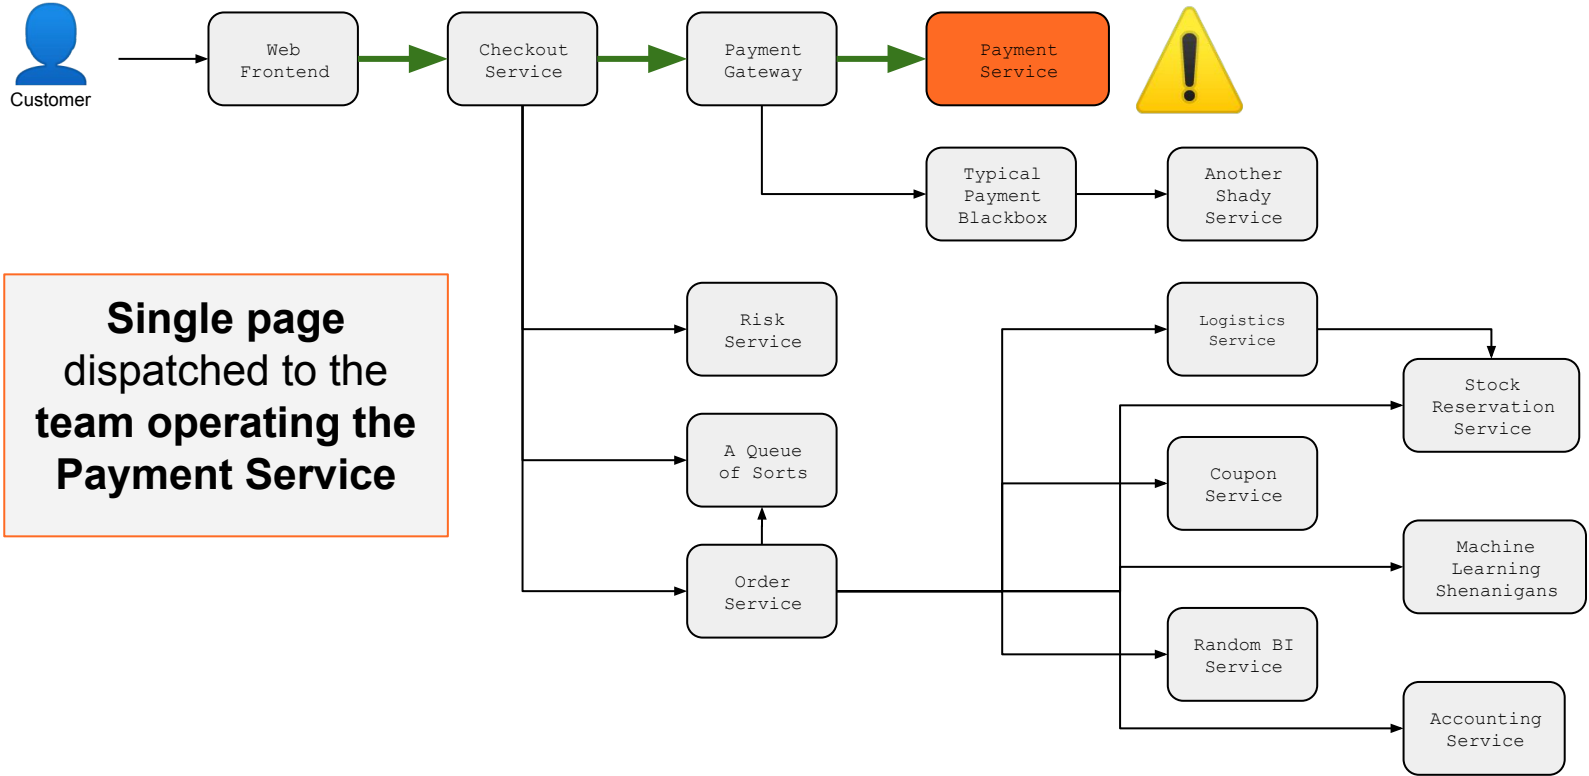 Customer
Web
Frontend
Checkout
Service
Payment
Gateway
Payment
Service
Typical
Payment
Blackbox
Another
Shady
Service
Single page
dispatched to the
team operating the
Payment Service
Risk
Service
Logistics
Service
Stock
Reservation
Service
A Queue
of Sorts
Coupon
Service
Order
Service
Machine
Learning
Shenanigans
Random BI
Service
Accounting
Service